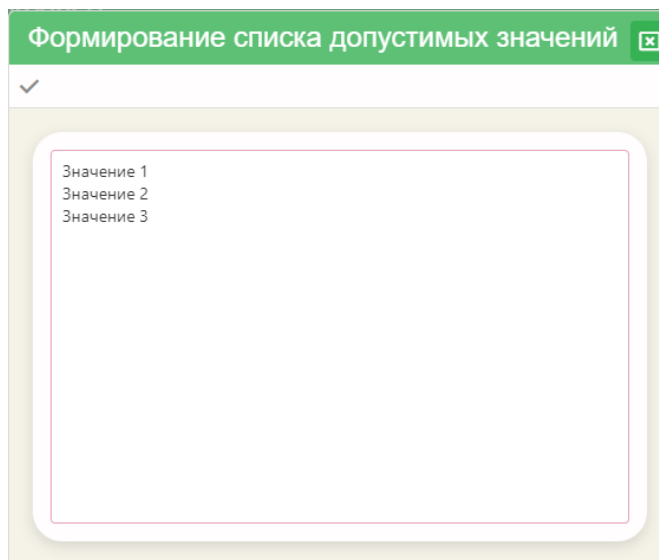 Формирование списка допустимых значений
Значение 1
Значение 2
Значение 3